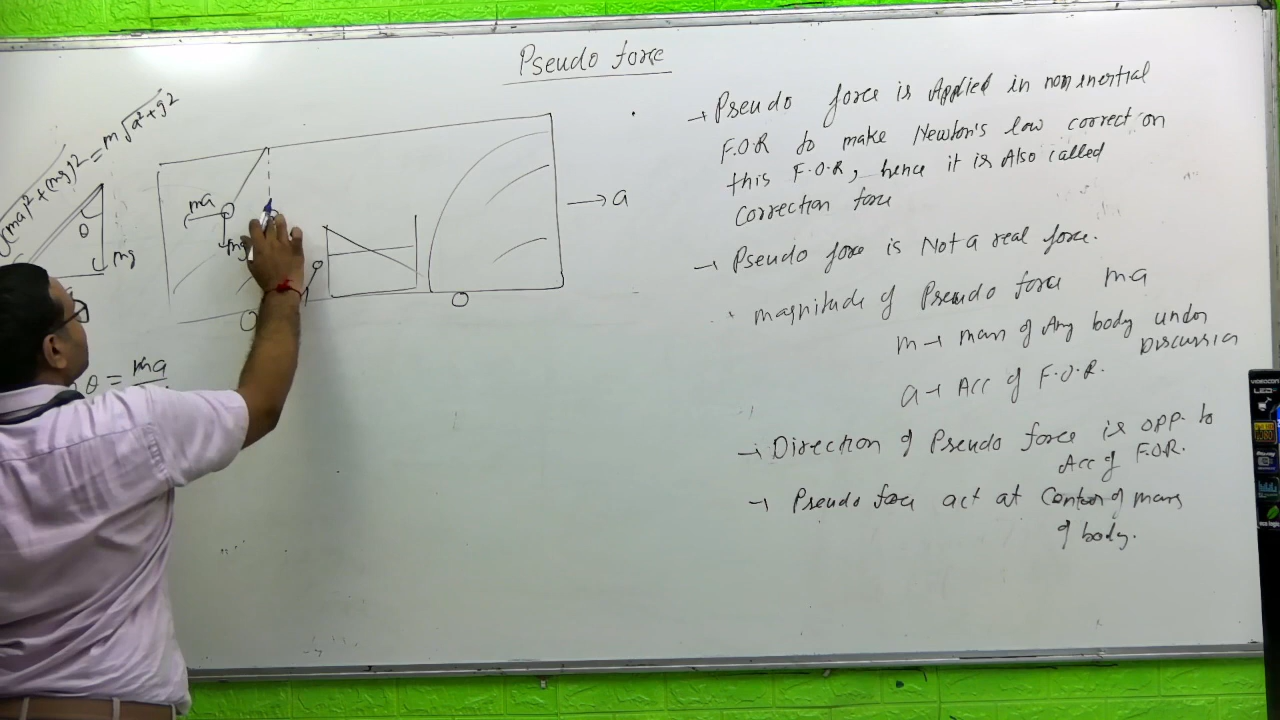 Pseudo force
→ Pseudo force is Applied in non inertial
F.O.R to make Newton's law correct on
this F.O.R, hence it is Also called
Correction force
→ Pseudo force is Not a real force.
magnitude of Pseudo force ma
m → mass of Any body under
Discussion
a → Acc of F.O.R.
→ Direction of Pseudo force is opp. to
Acc of F.O.R.
→ Pseudo force act at Center of mass
of body.
(ma)2 + (mg)2 = m√a2+g2
θ
mg
ma
mg
→ a
θ = ma
VIDEOCON
LED